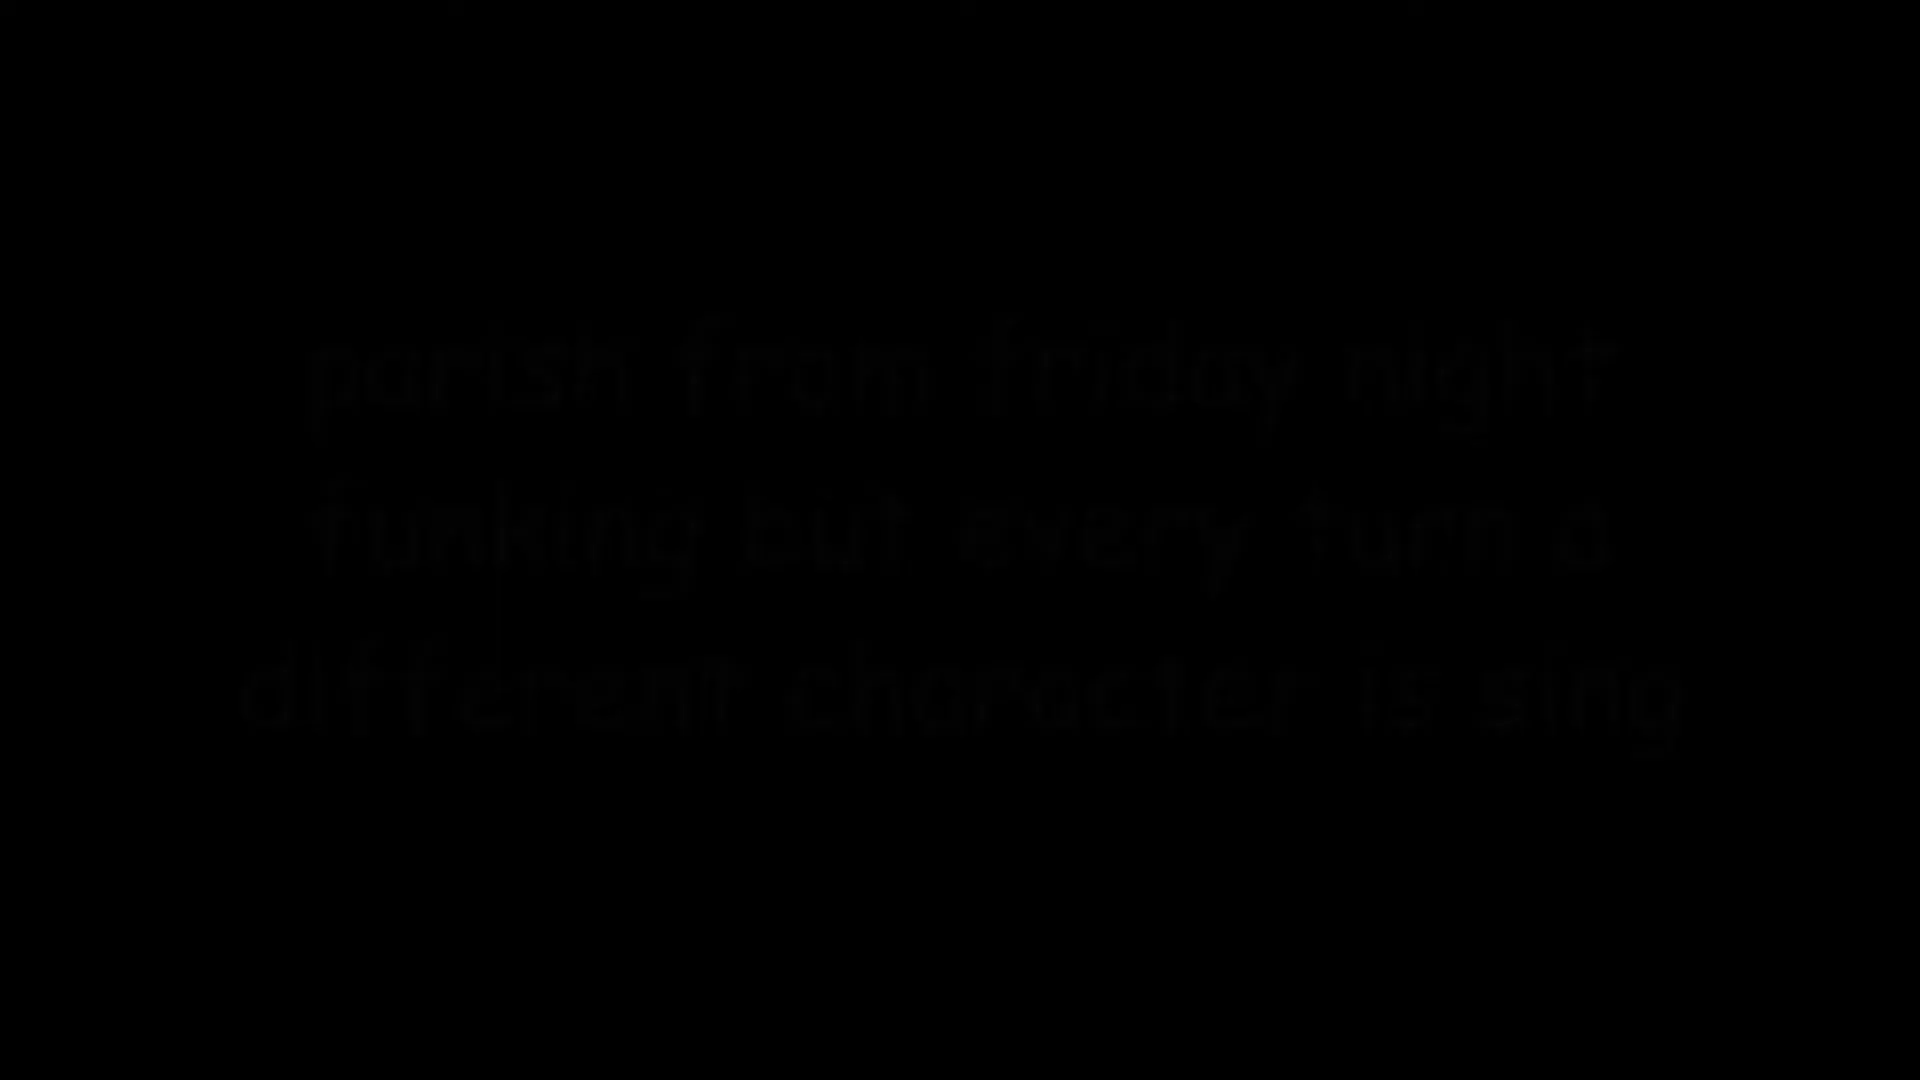 parish from friday night
funking but every turn a
different character is sing